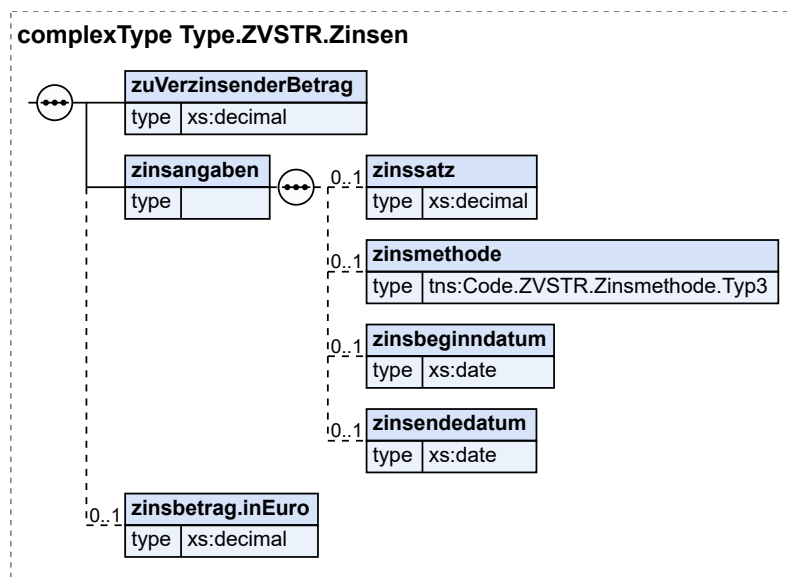 complexType Type.ZVSTR.Zinsen
zuVerzinsenderBetrag
type xs:decimal
zinsangaben
type
0..1 zinssatz
type xs:decimal
0..1 zinsmethode
type tns:Code.ZVSTR.Zinsmethode.Typ3
0..1 zinsbeginndatum
type xs:date
0..1 zinsendedatum
type xs:date
0..1 zinsbetrag.inEuro
type xs:decimal